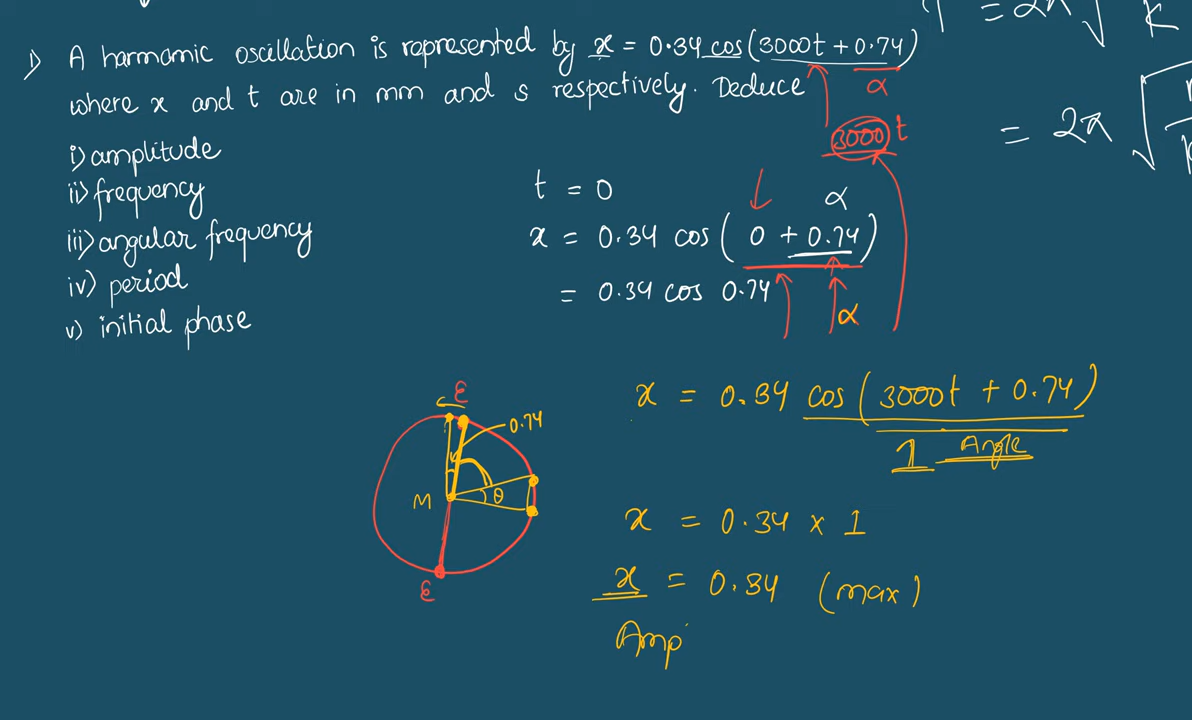 1) A harmomic oscillation is represented by x = 0.34 cos(3000t + 0.74)
where x and t are in mm and s respectively. Deduce
α
3000 t
i) amplitude
ii) frequency
iii) angular frequency
iv) period
v) initial phase
t = 0
α
x = 0.34 cos ( 0 + 0.74 )
= 0.34 cos 0.74
α
= 2π √
k
= 2π √
x = 0.34 cos (3000t + 0.74)
1 Angle
x = 0.34 x 1
x = 0.34 (max)
Amp
ε
0.74
M
θ
ε